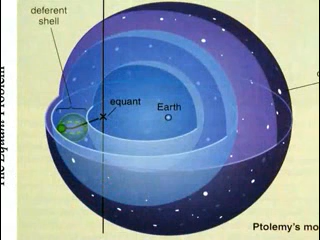 deferent
shell
equant
Earth
The Equant Problem
Ptolemy's mo